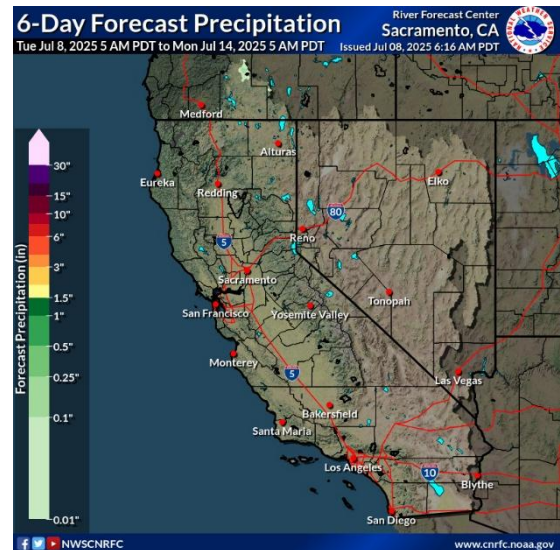 6-Day Forecast Precipitation
Tue Jul 8, 2025 5 AM PDT to Mon Jul 14, 2025 5 AM PDT
River Forecast Center
Sacramento, CA
Issued Jul 08, 2025 6:16 AM PDT
NATIONAL WEATHER SERVICE
Forecast Precipitation (in)
30"
15"
10"
6"
3"
1.5"
1"
0.5"
0.25"
0.1"
0.01"
Medford
Alturas
Eureka
Redding
Elko
80
Reno
5
Sacramento
Tonopah
San Francisco
Yosemite Valley
Monterey
5
Las Vegas
Bakersfield
Santa Maria
Los Angeles
10
Blythe
San Diego
NWSCNRFC
www.cnrfc.noaa.gov